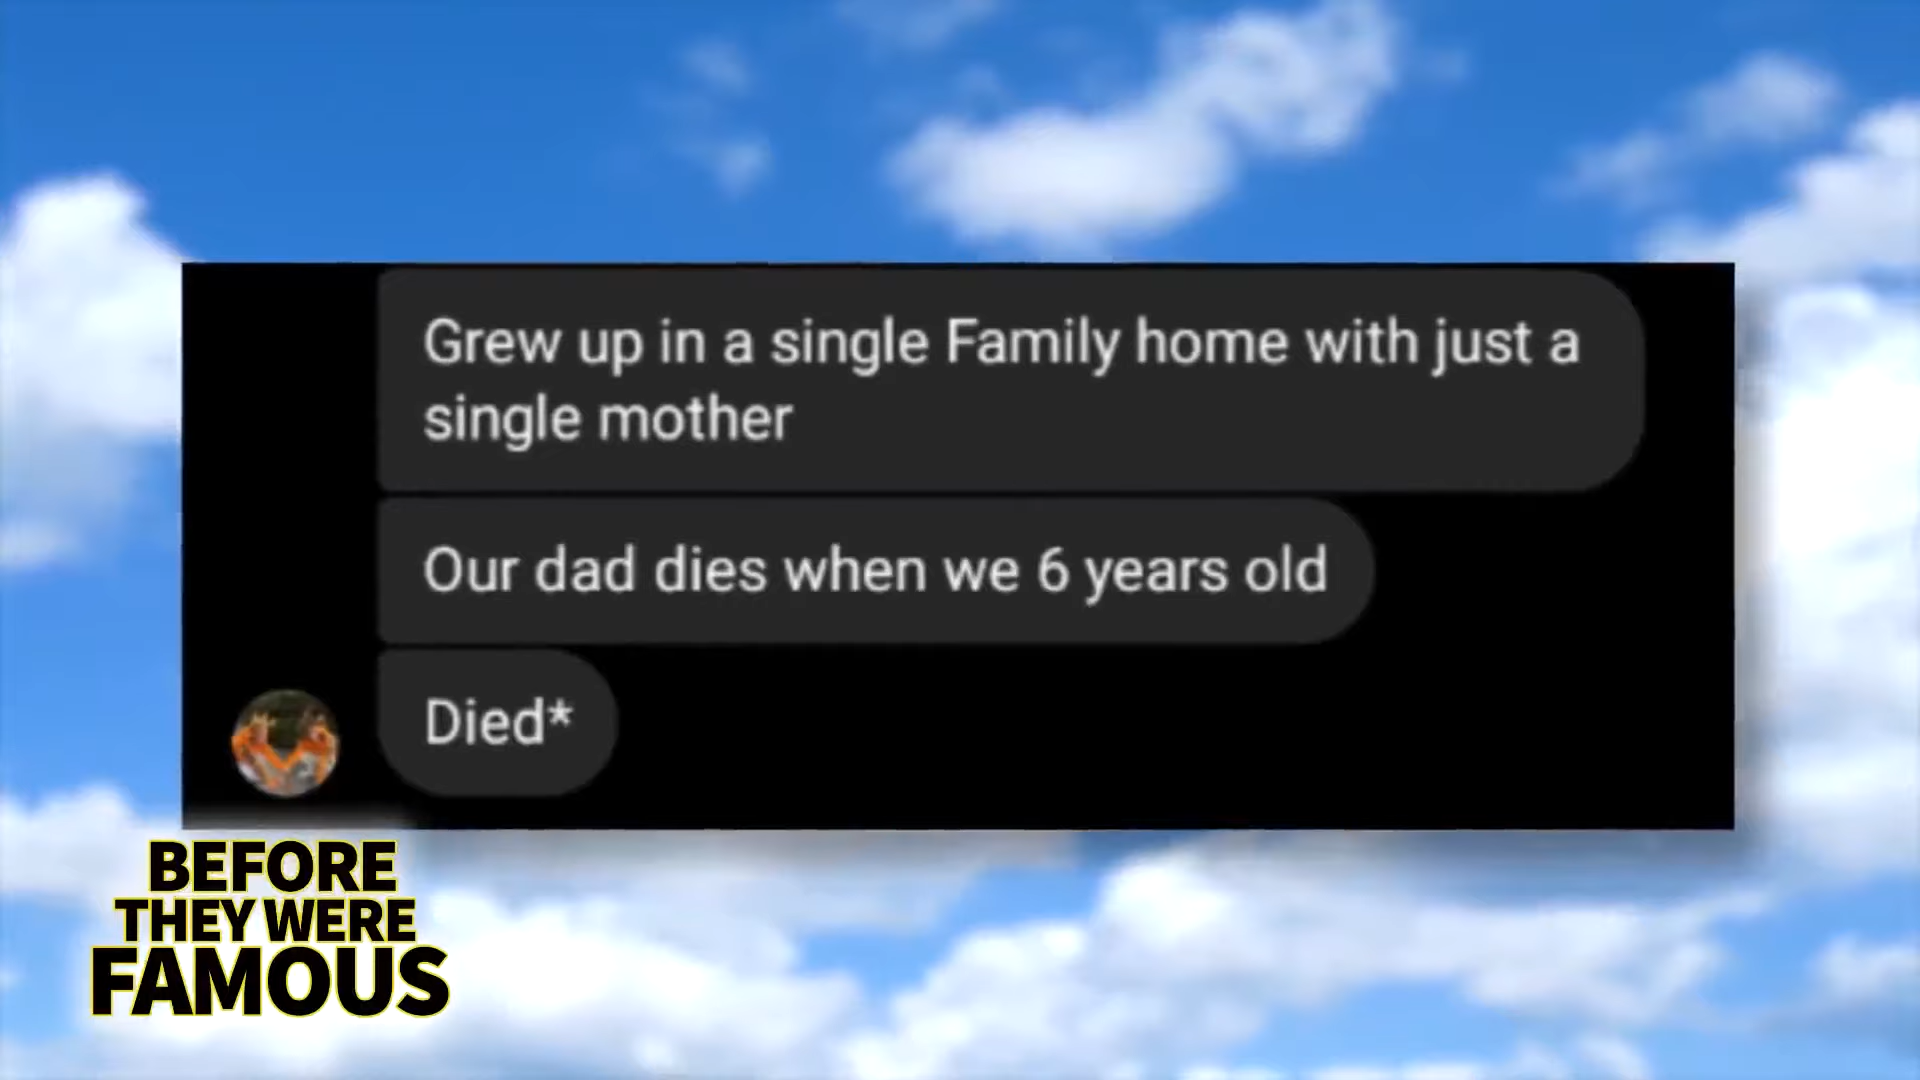 Grew up in a single Family home with just a
single mother
Our dad dies when we 6 years old
Died*
BEFORE
THEY WERE
FAMOUS